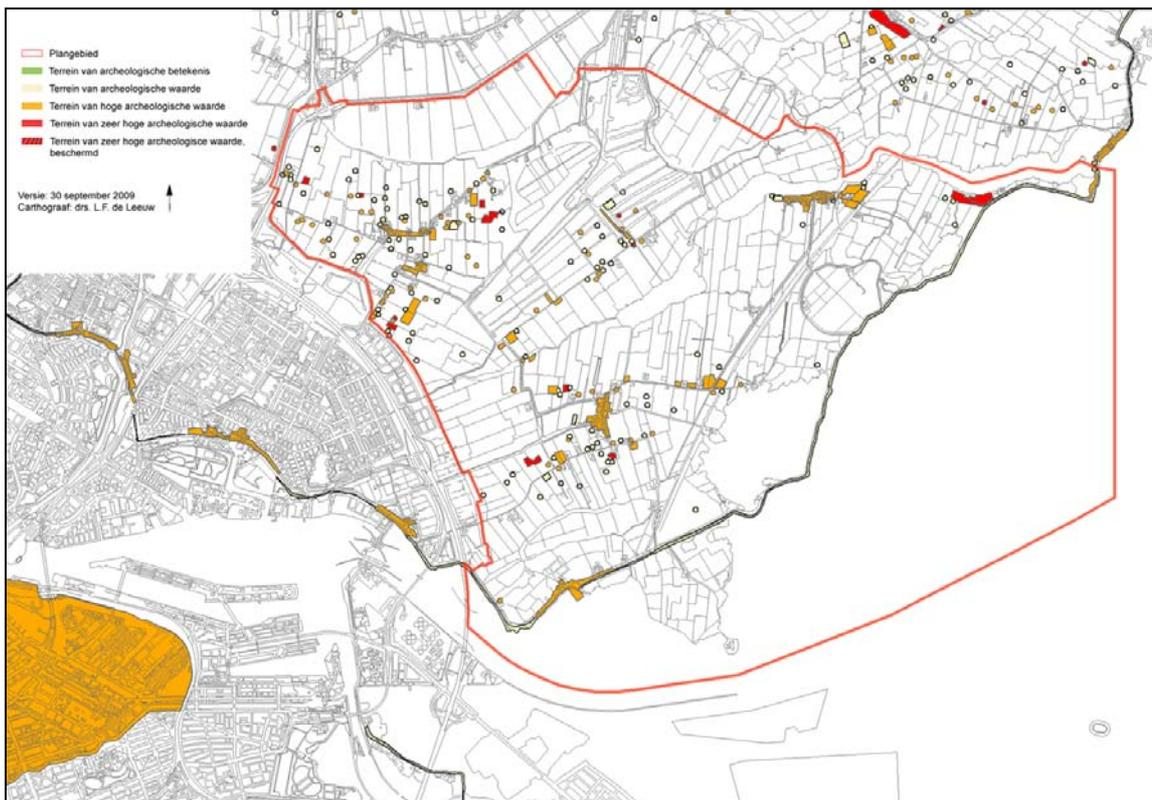 Plangebied
Terrein van archeologische betekenis
Terrein van archeologische waarde
Terrein van hoge archeologische waarde
Terrein van zeer hoge archeologische waarde
Terrein van zeer hoge archeologisce waarde,
beschermd
Versie: 30 september 2009
Carthograaf: drs. L.F. de Leeuw